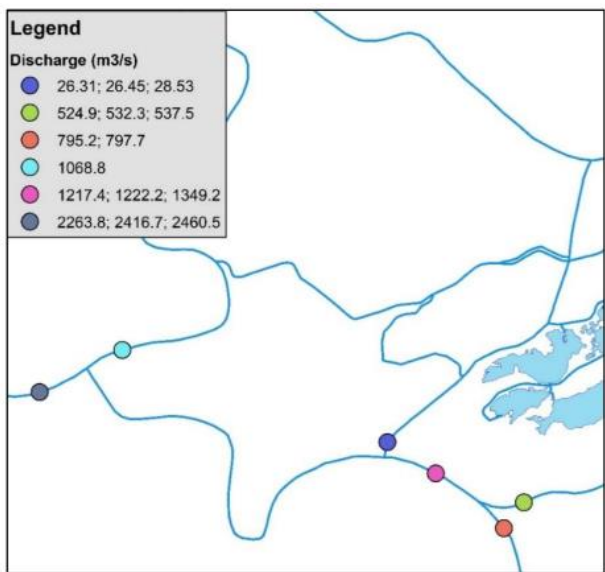 Legend
Discharge (m3/s)
26.31; 26.45; 28.53
524.9; 532.3; 537.5
795.2; 797.7
1068.8
1217.4; 1222.2; 1349.2
2263.8; 2416.7; 2460.5